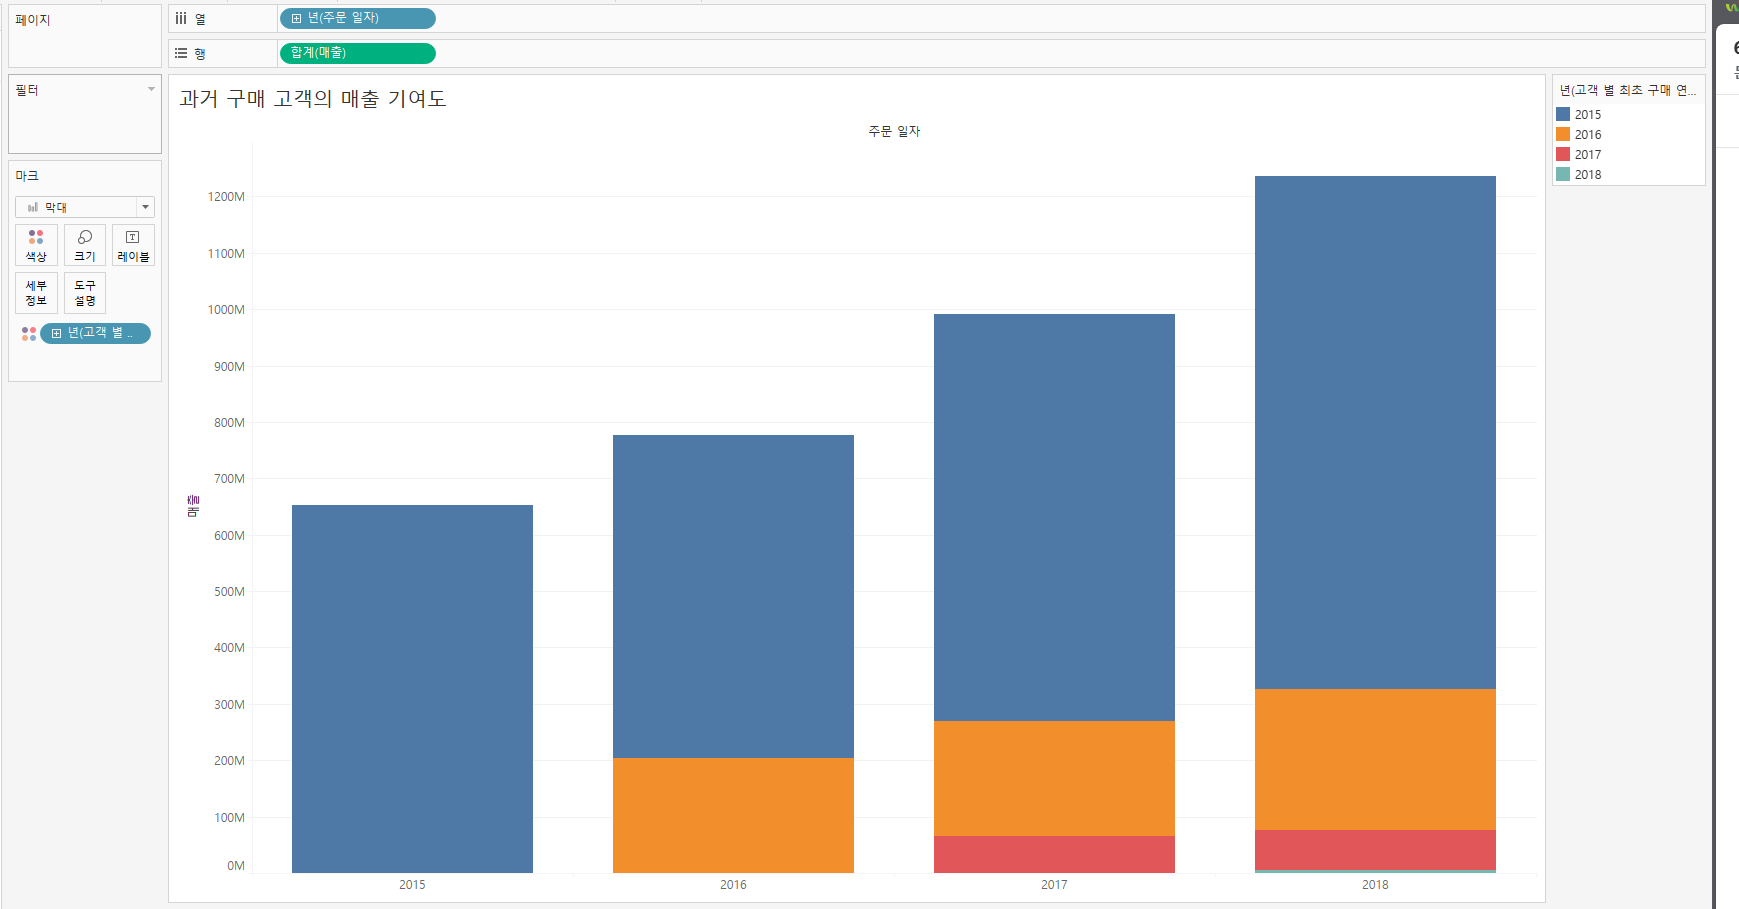 페이지
열
년(주문 일자)
행
합계(매출)
필터
마크
막대
색상
크기
레이블
세부
정보
도구
설명
년(고객 별 ..
과거 구매 고객의 매출 기여도
주문 일자
매출
1200M
1100M
1000M
900M
800M
700M
600M
500M
400M
300M
200M
100M
0M
2015
2016
2017
2018
년(고객 별 최초 구매 연...
2015
2016
2017
2018